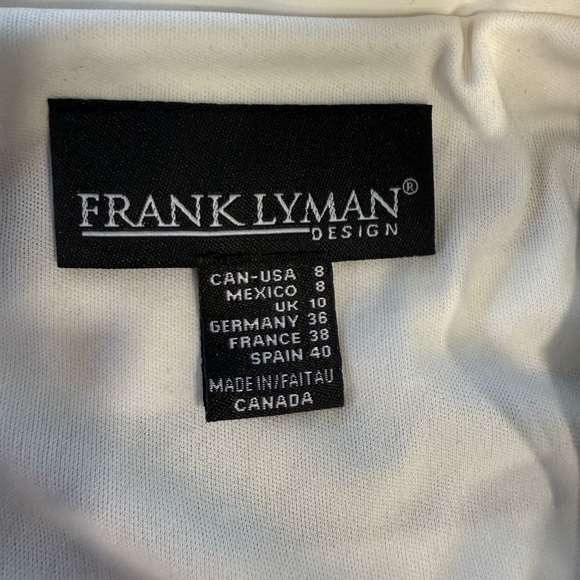 FRANK LYMAN®
DESIGN
CAN-USA 8
MEXICO 8
UK 10
GERMANY 36
FRANCE 38
SPAIN 40
MADE IN/FAIT AU
CANADA